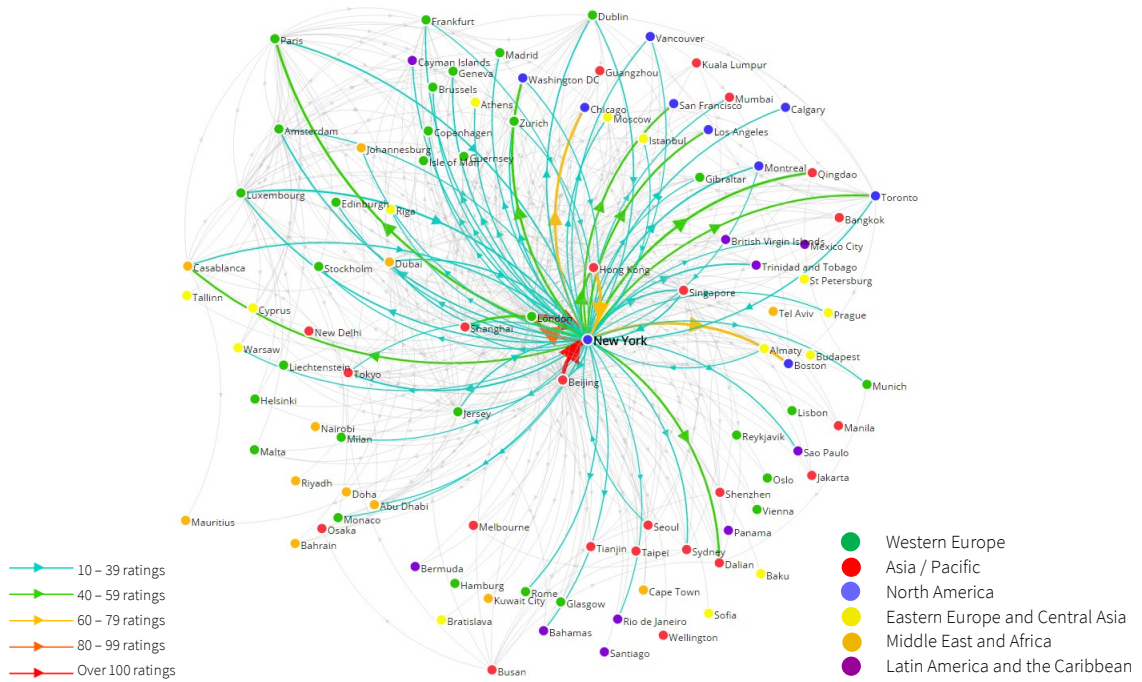 Dublin
Frankfurt
Vancouver
Paris
Madrid
Cayman Islands
Kuala Lumpur
Geneva
Guangzhou
Washington DC
Brussels
Mumbai
Athens
San Francisco
Calgary
Chicago
Moscow
Zurich
Amsterdam
Copenhagen
Los Angeles
Istanbul
Johannesburg
Guernsey
Isle of Man
Montreal
Qingdao
Gibraltar
Luxembourg
Toronto
Edinburgh
Riga
Bangkok
British Virgin Islands
Mexico City
Dubai
Casablanca
Stockholm
Hong Kong
Trinidad and Tobago
St Petersburg
Singapore
Tallinn
Cyprus
Tel Aviv
Prague
London
New Delhi
Shanghai
New York
Warsaw
Almaty
Budapest
Liechtenstein
Boston
Tokyo
Beijing
Munich
Helsinki
Jersey
Lisbon
Nairobi
Manila
Milan
Reykjavik
Malta
Sao Paulo
Riyadh
Oslo
Jakarta
Doha
Shenzhen
Abu Dhabi
Vienna
Mauritius
Monaco
Osaka
Melbourne
Seoul
Panama
Bahrain
Tianjin
Taipei
Sydney
Dalian
Bermuda
Baku
Hamburg
Rome
Cape Town
Kuwait City
Glasgow
Bratislava
Rio de Janeiro
Sofia
Bahamas
Wellington
Santiago
Busan
10 – 39 ratings
40 – 59 ratings
60 – 79 ratings
80 – 99 ratings
Over 100 ratings
Western Europe
Asia / Pacific
North America
Eastern Europe and Central Asia
Middle East and Africa
Latin America and the Caribbean